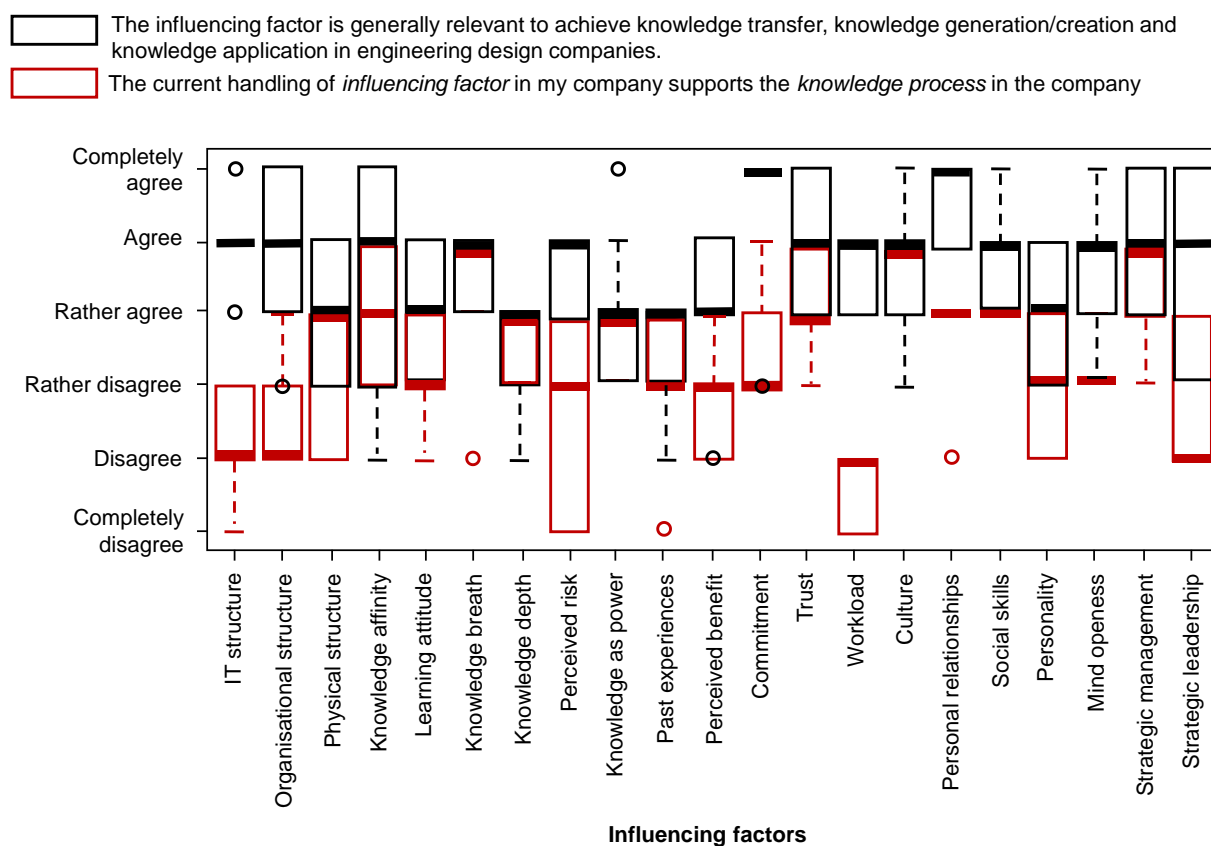 The influencing factor is generally relevant to achieve knowledge transfer, knowledge generation/creation and
knowledge application in engineering design companies.
The current handling of influencing factor in my company supports the knowledge process in the company
Completely
agree
Agree
Rather agree
Rather disagree
Disagree
Completely
disagree
IT structure
Organisational structure
Physical structure
Knowledge affinity
Learning attitude
Knowledge breath
Knowledge depth
Perceived risk
Knowledge as power
Past experiences
Perceived benefit
Commitment
Trust
Workload
Culture
Personal relationships
Social skills
Personality
Mind openess
Strategic management
Strategic leadership
Influencing factors